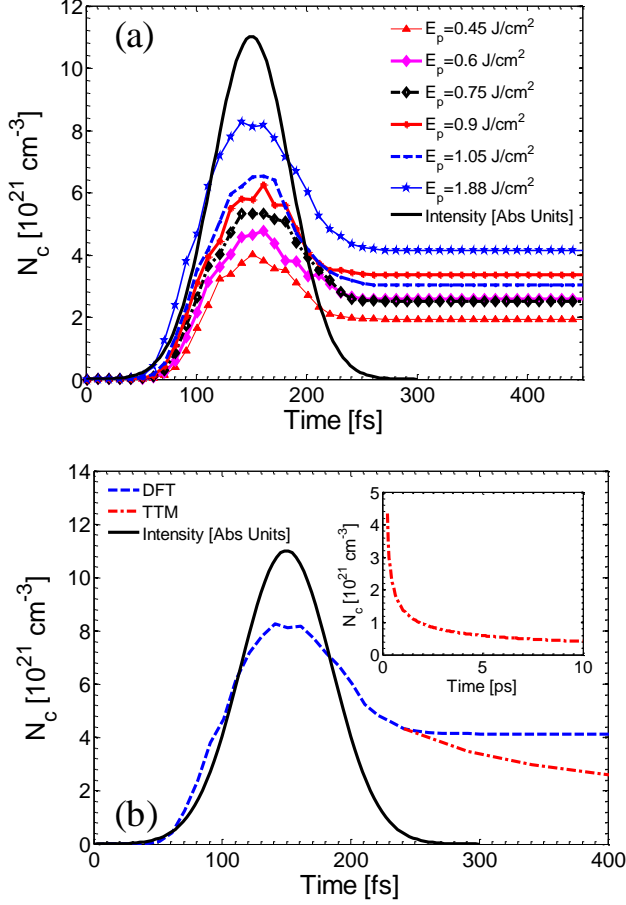 (a)
E_p=0.45 J/cm^2
E_p=0.6 J/cm^2
E_p=0.75 J/cm^2
E_p=0.9 J/cm^2
E_p=1.05 J/cm^2
E_p=1.88 J/cm^2
Intensity [Abs Units]
N_c [10^21 cm^-3]
12
10
8
6
4
2
0
0 100 200 300 400
Time [fs]
DFT
TTM
Intensity [Abs Units]
N_c [10^21 cm^-3]
5
4
3
2
1
0
0 5 10
Time [ps]
N_c [10^21 cm^-3]
14
12
10
8
6
4
2
0
(b)
0 100 200 300 400
Time [fs]